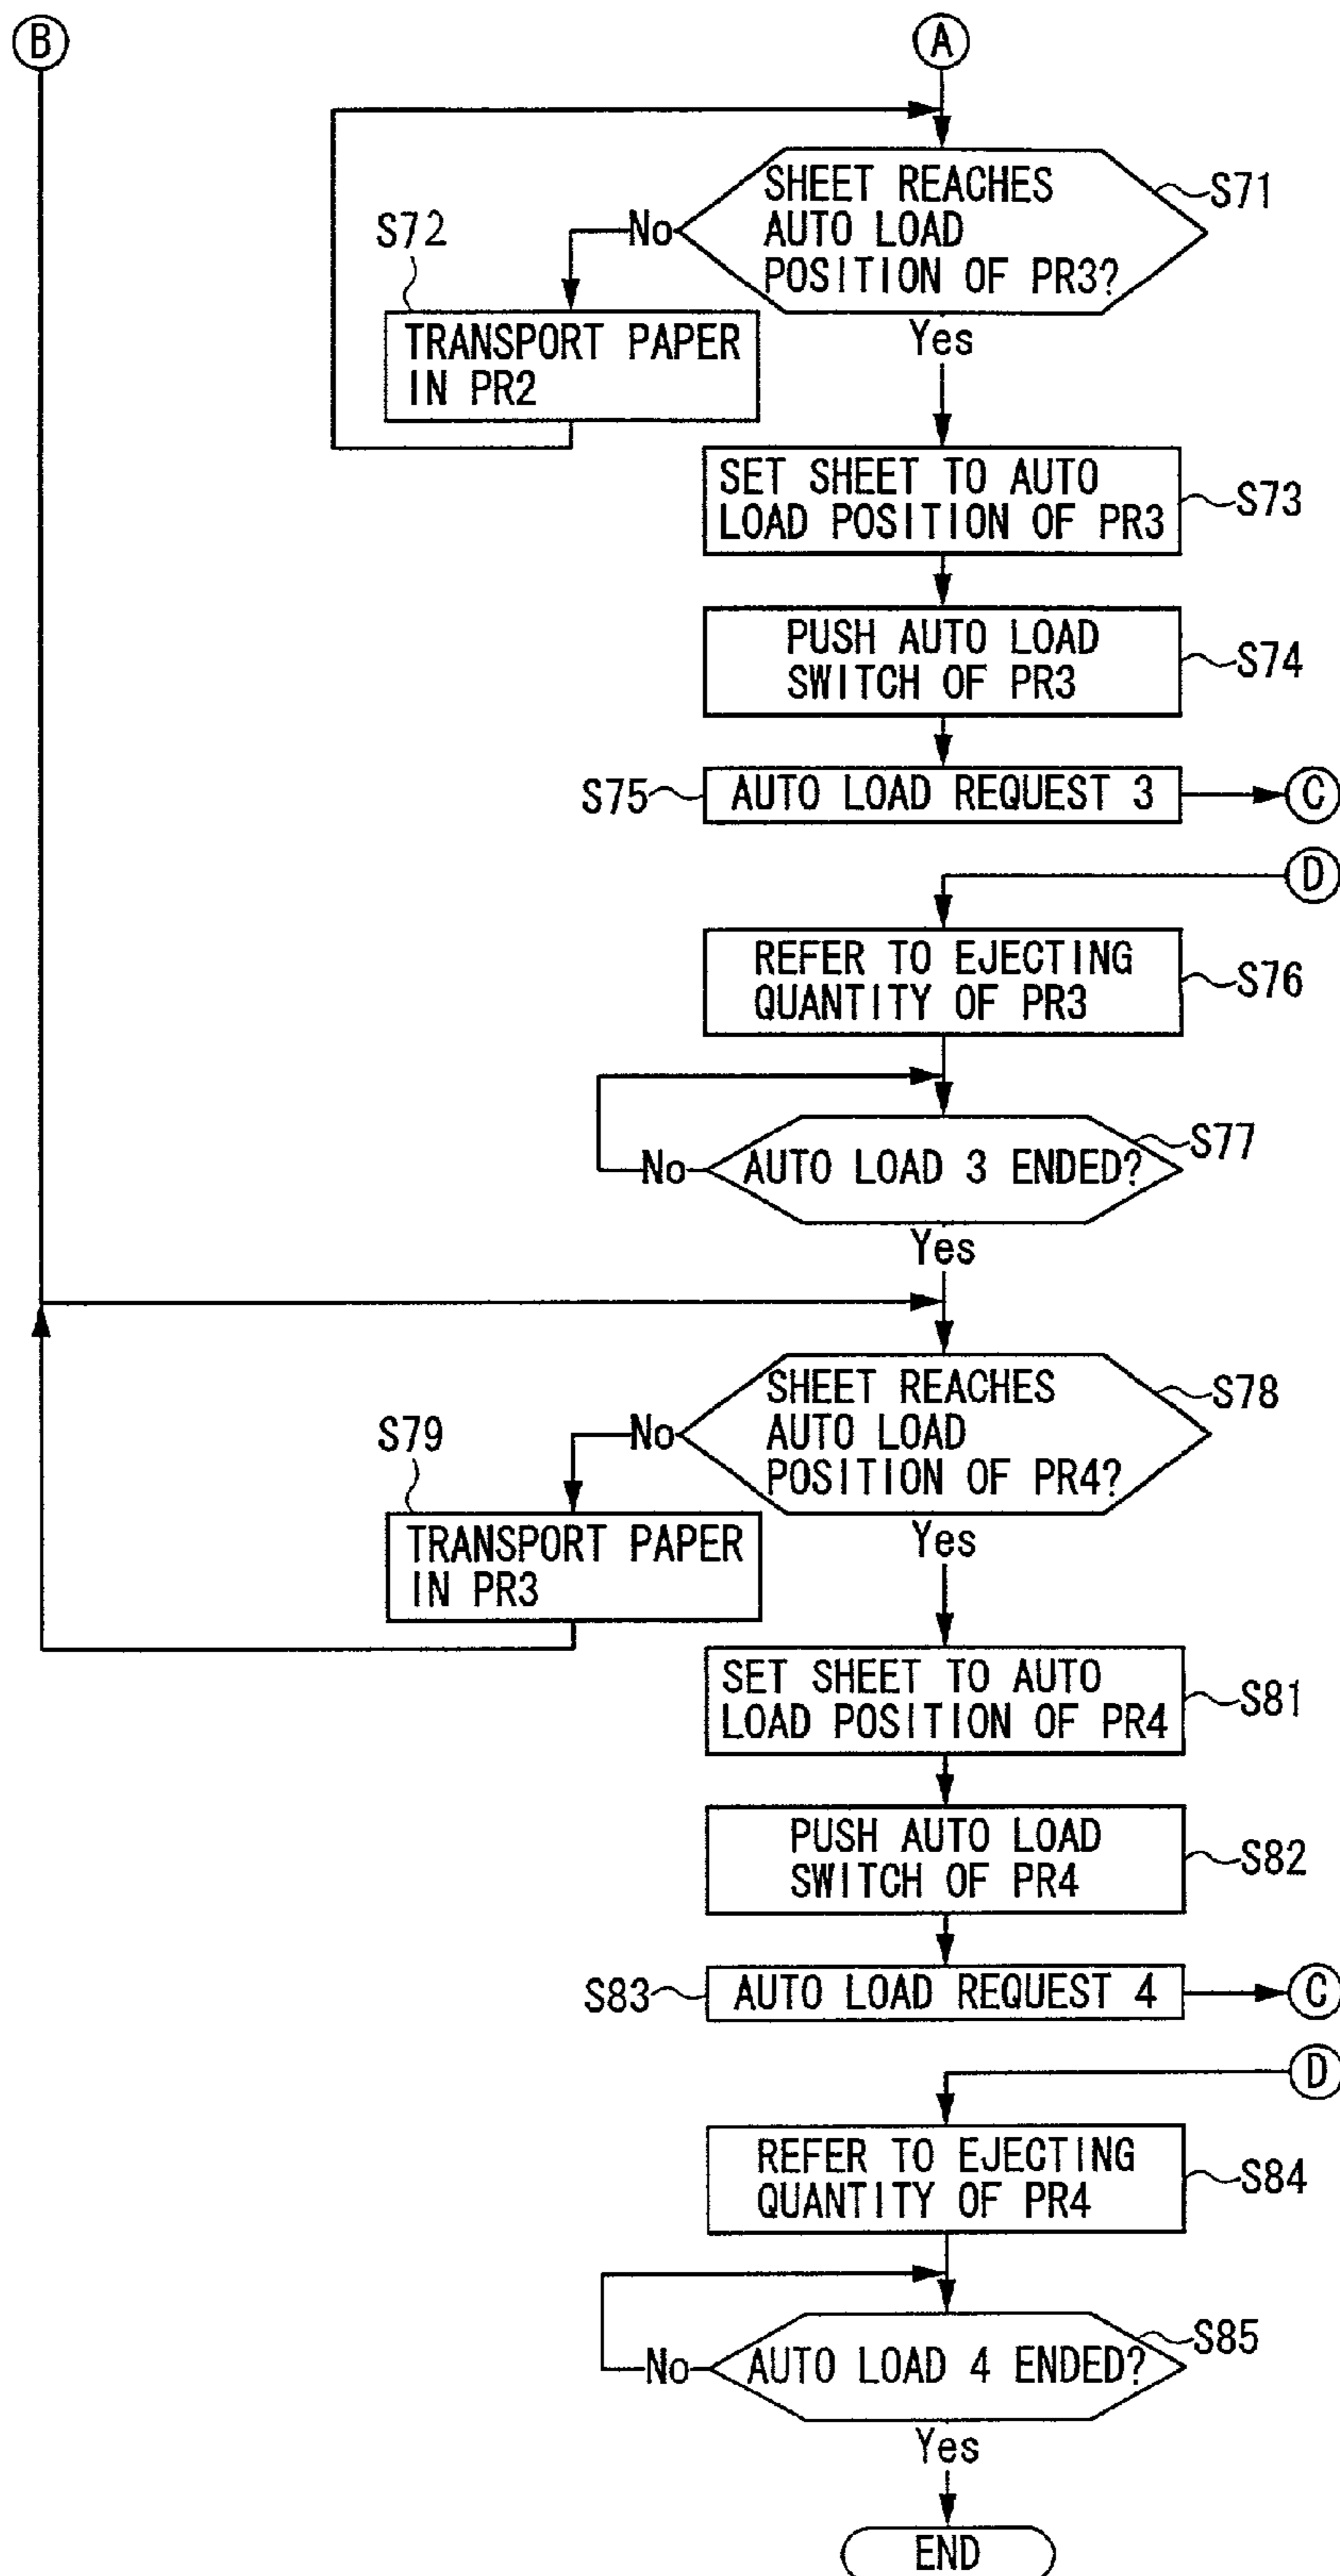 B
A
SHEET REACHES
AUTO LOAD
POSITION OF PR3?
S71
No
S72
TRANSPORT PAPER
IN PR2
Yes
SET SHEET TO AUTO
LOAD POSITION OF PR3
S73
PUSH AUTO LOAD
SWITCH OF PR3
S74
S75
AUTO LOAD REQUEST 3
C
D
REFER TO EJECTING
QUANTITY OF PR3
S76
S77
No
AUTO LOAD 3 ENDED?
Yes
SHEET REACHES
AUTO LOAD
POSITION OF PR4?
S78
No
S79
TRANSPORT PAPER
IN PR3
Yes
SET SHEET TO AUTO
LOAD POSITION OF PR4
S81
PUSH AUTO LOAD
SWITCH OF PR4
S82
S83
AUTO LOAD REQUEST 4
C
D
REFER TO EJECTING
QUANTITY OF PR4
S84
S85
No
AUTO LOAD 4 ENDED?
Yes
END